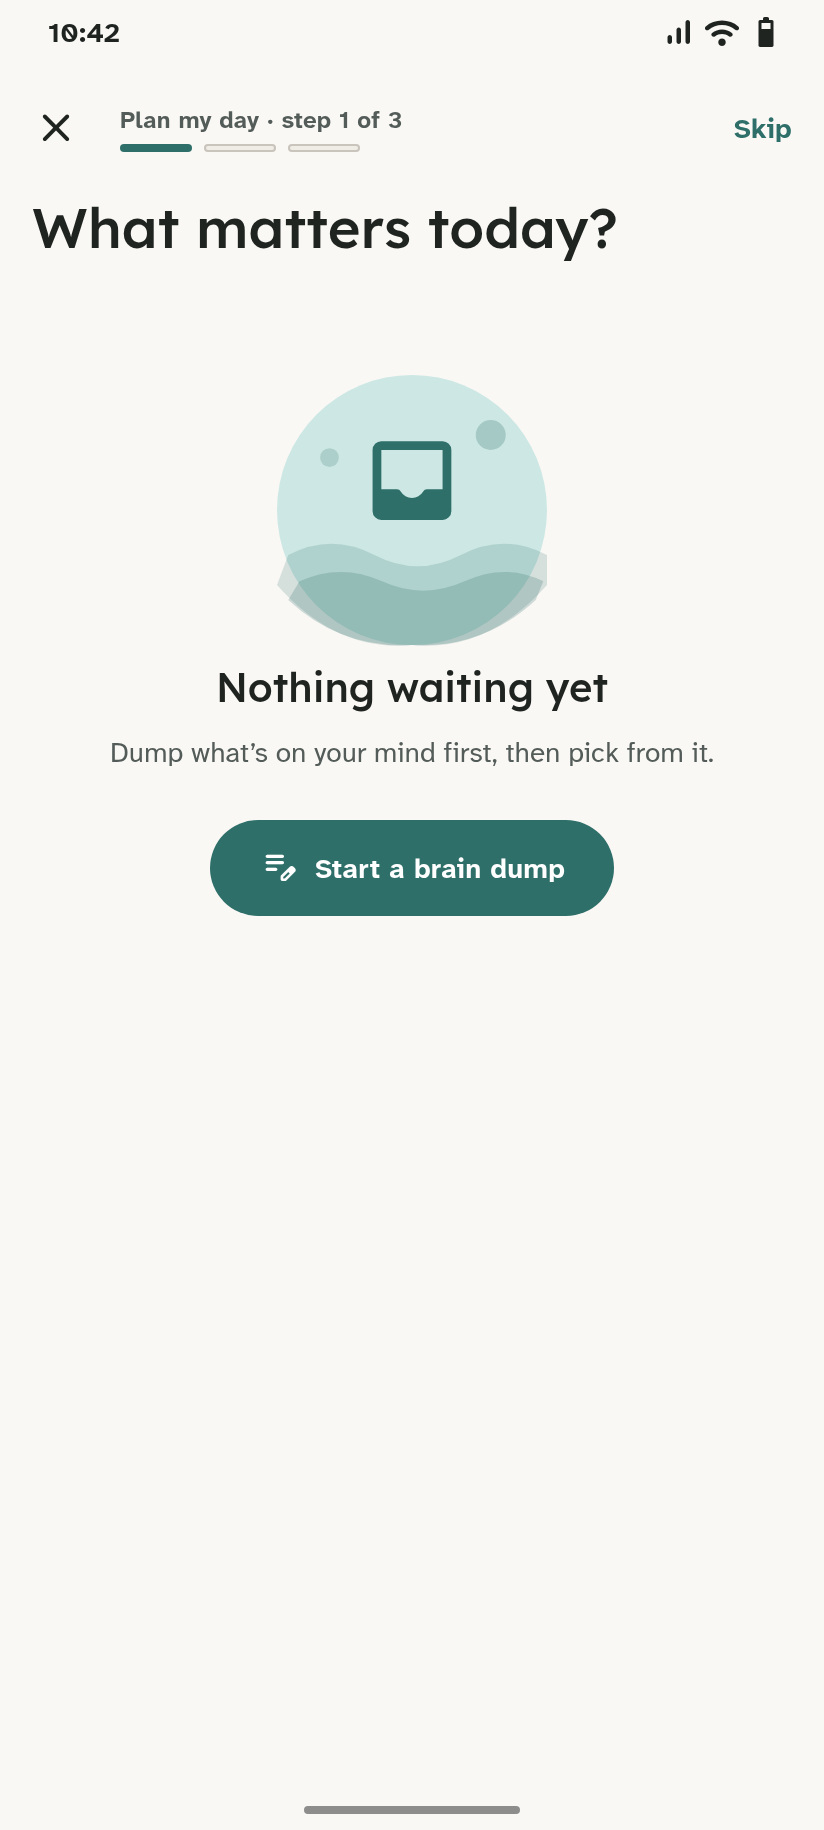 10:42
Plan my day · step 1 of 3
Skip
What matters today?
Nothing waiting yet
Dump what’s on your mind first, then pick from it.
Start a brain dump